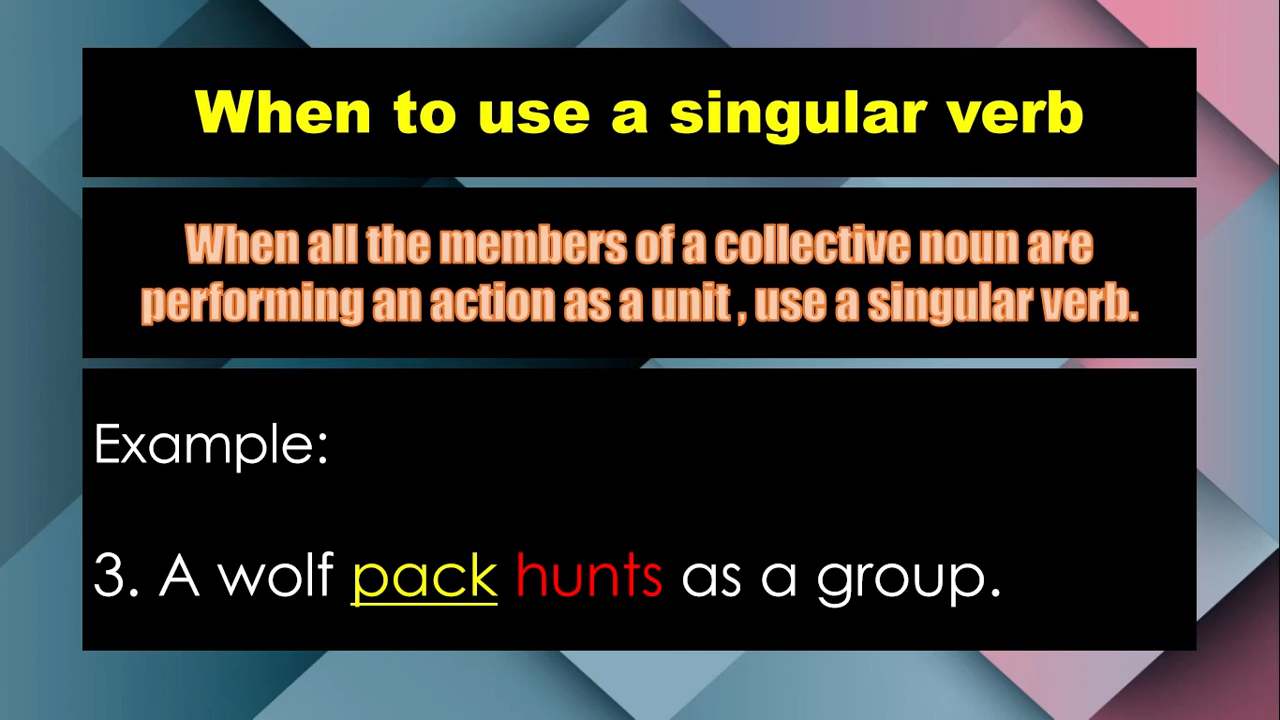 When to use a singular verb
When all the members of a collective noun are
performing an action as a unit , use a singular verb.
Example:
3. A wolf pack hunts as a group.